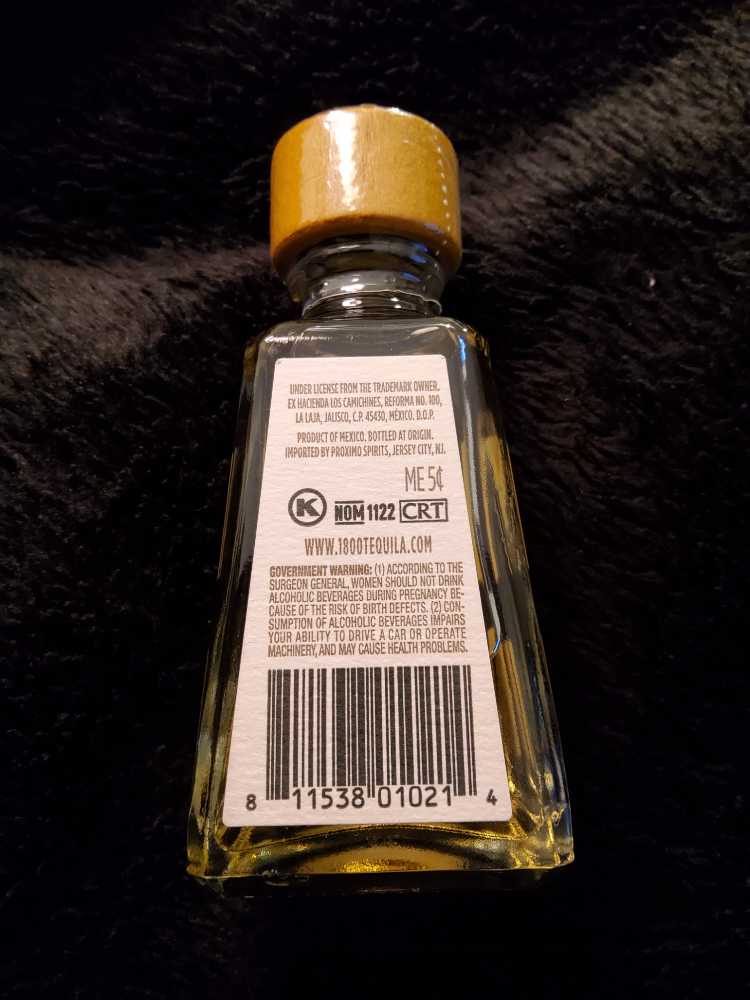 UNDER LICENSE FROM THE TRADEMARK OWNER.
EX HACIENDA LOS CAMICHINES, REFORMA NO. 100,
LA LAJA, JALISCO, C.P. 45430, MÉXICO. D.O.P.
PRODUCT OF MEXICO. BOTTLED AT ORIGIN.
IMPORTED BY PROXIMO SPIRITS, JERSEY CITY, NJ.
ME 5¢
K NOM 1122 CRT
WWW.1800TEQUILA.COM
GOVERNMENT WARNING: (1) ACCORDING TO THE
SURGEON GENERAL, WOMEN SHOULD NOT DRINK
ALCOHOLIC BEVERAGES DURING PREGNANCY BE-
CAUSE OF THE RISK OF BIRTH DEFECTS. (2) CON-
SUMPTION OF ALCOHOLIC BEVERAGES IMPAIRS
YOUR ABILITY TO DRIVE A CAR OR OPERATE
MACHINERY, AND MAY CAUSE HEALTH PROBLEMS.
8 11538 01021 4